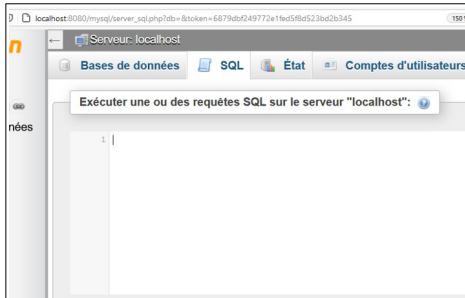 localhost:8080/mysql/server_sql.php?db=&token=6879dbf249772e1fed5f8d523bd2b345
150
n
Serveur: localhost
Bases de données SQL État Comptes d'utilisateurs
Exécuter une ou des requêtes SQL sur le serveur "localhost":
nées
1